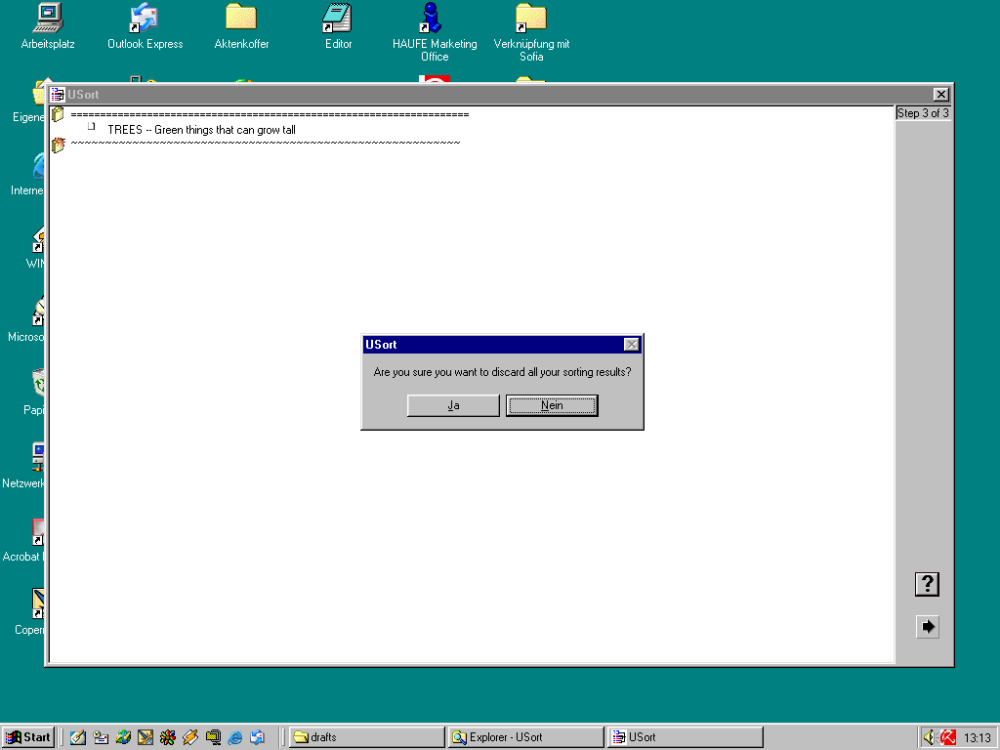 Arbeitsplatz
Outlook Express
Aktenkoffer
Editor
HAUFE Marketing
Office
Verknüpfung mit
Sofia
USort
Eigene
Step 3 of 3
================================================================
TREES -- Green things that can grow tall
~~~~~~~~~~~~~~~~~~~~~~~~~~~~~~~~~~~~~~~~~~~~~~~~~~~~~~~~~
Interne
WIN
Microso
USort
Are you sure you want to discard all your sorting results?
Ja
Nein
Papi
Netzwerk
Acrobat
Coper
?
Start
drafts
Explorer - USort
USort
13:13